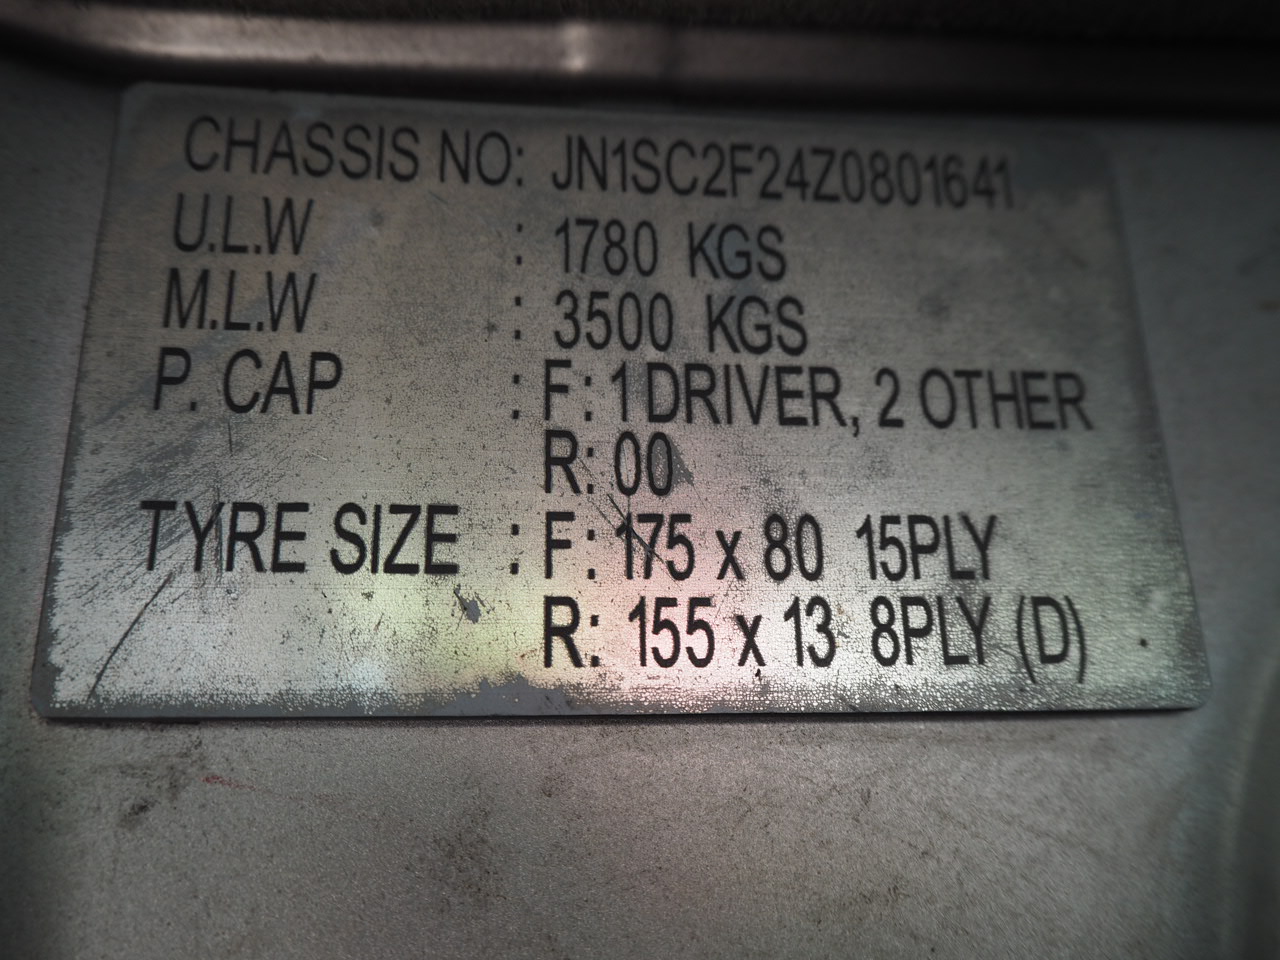 CHASSIS NO: JN1SC2F24Z0801641
U.L.W : 1780 KGS
M.L.W : 3500 KGS
P. CAP : F: 1 DRIVER, 2 OTHER
R: 00
TYRE SIZE : F: 175 x 80 15PLY
R: 155 x 13 8PLY (D)